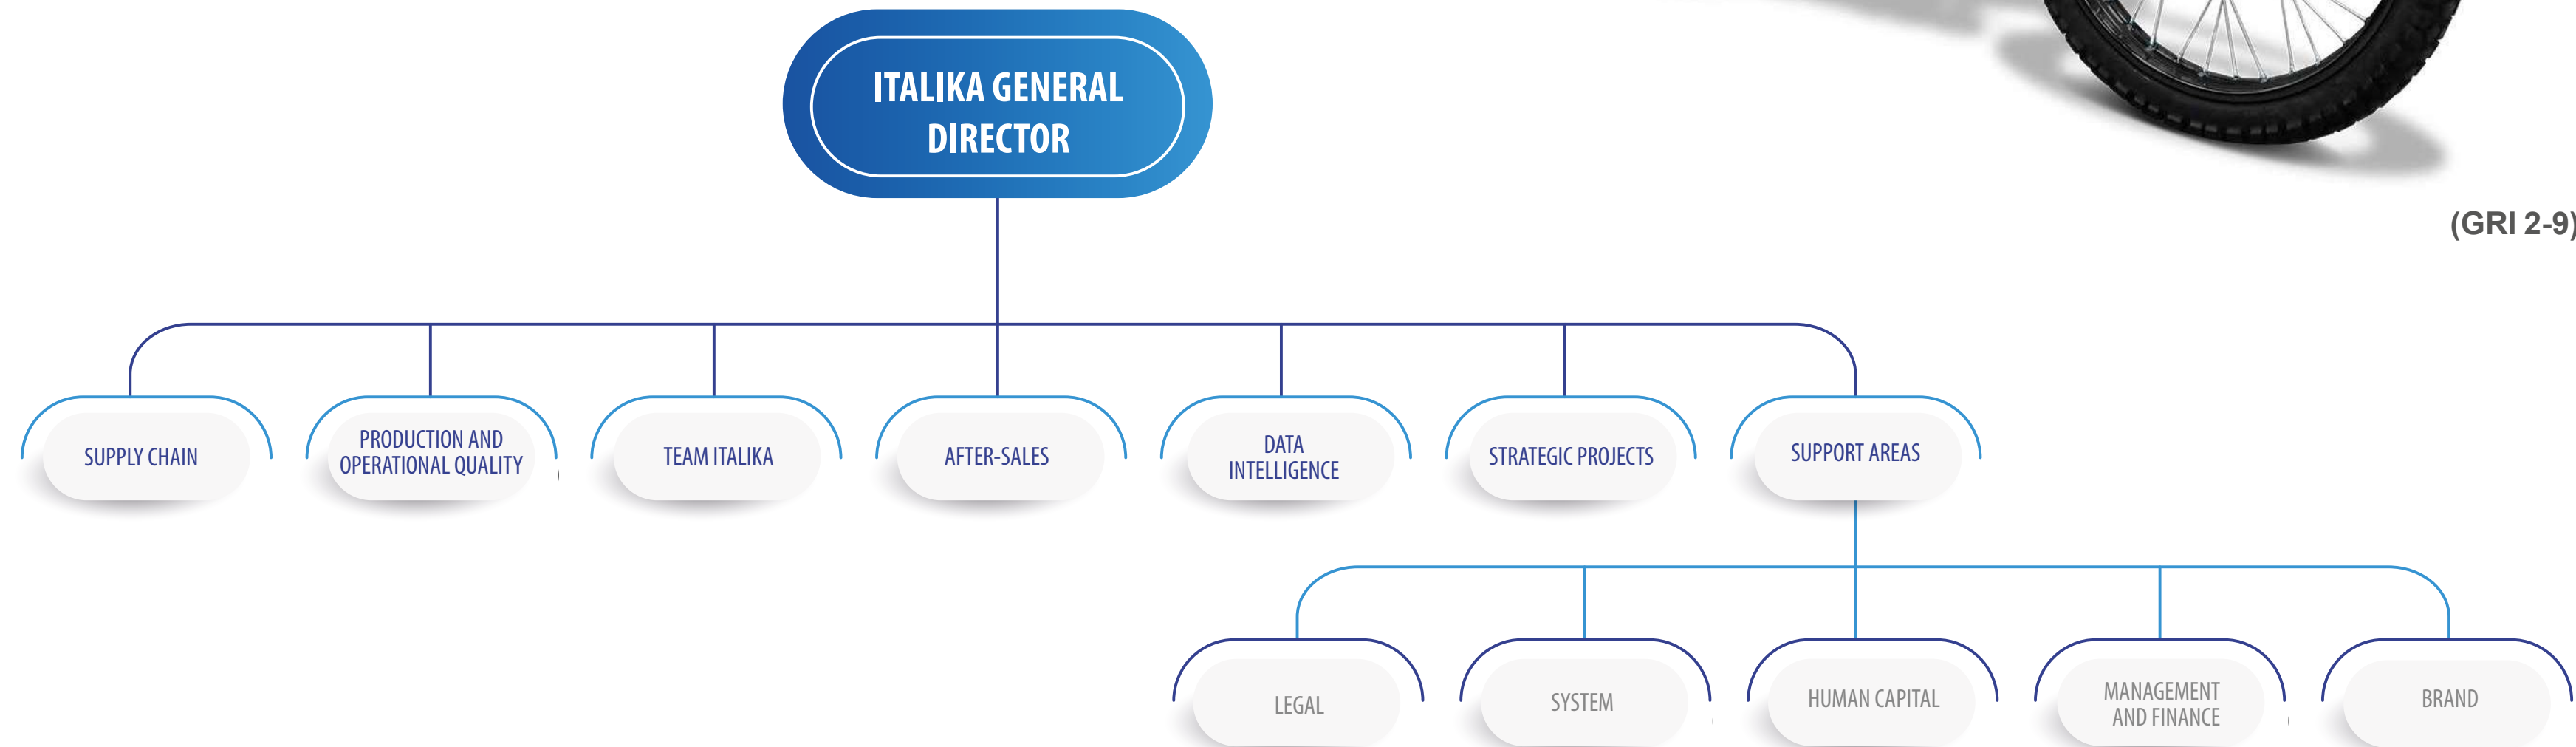 ITALIKA GENERAL
DIRECTOR
(GRI 2-9)
SUPPLY CHAIN
PRODUCTION AND
OPERATIONAL QUALITY
TEAM ITALIKA
AFTER-SALES
DATA
INTELLIGENCE
STRATEGIC PROJECTS
SUPPORT AREAS
LEGAL
SYSTEM
HUMAN CAPITAL
MANAGEMENT
AND FINANCE
BRAND